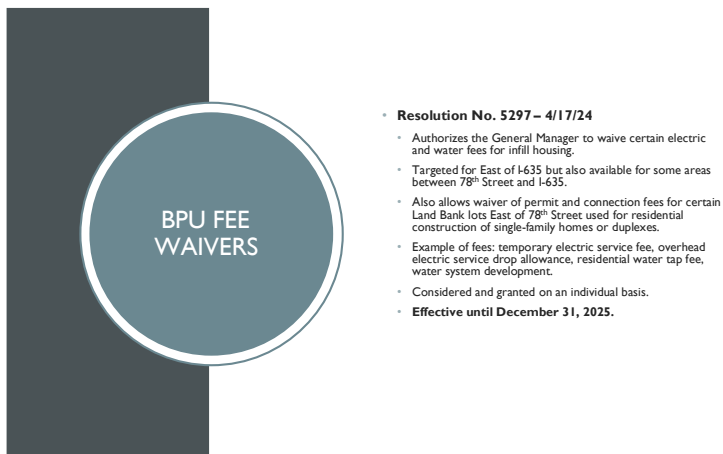 BPU FEE
WAIVERS
• Resolution No. 5297 – 4/17/24
• Authorizes the General Manager to waive certain electric
and water fees for infill housing.
• Targeted for East of I-635 but also available for some areas
between 78th Street and I-635.
• Also allows waiver of permit and connection fees for certain
Land Bank lots East of 78th Street used for residential
construction of single-family homes or duplexes.
• Example of fees: temporary electric service fee, overhead
electric service drop allowance, residential water tap fee,
water system development.
• Considered and granted on an individual basis.
• Effective until December 31, 2025.